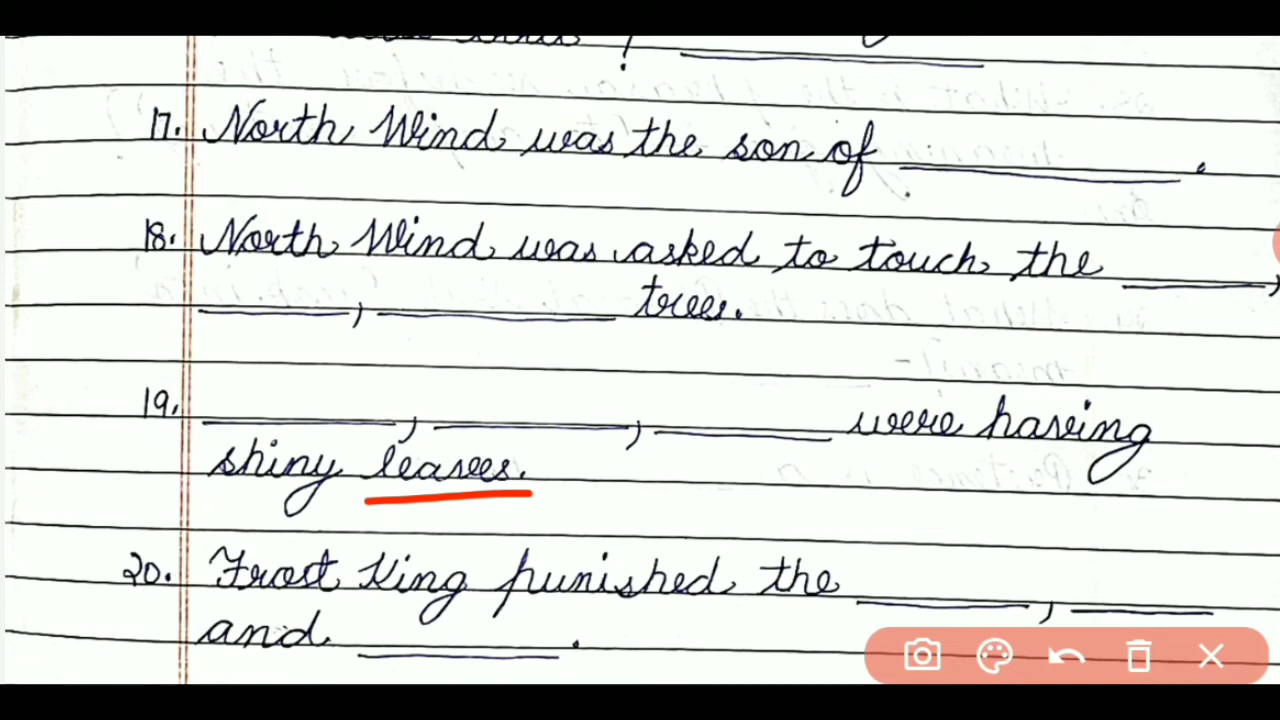 17. North Wind was the son of ________.
18. North Wind was asked to touch the ________,
________, ________ trees.
19. ________, ________, ________ were having
shiny leaves.
20. Frost King punished the ________, ________
and ________.